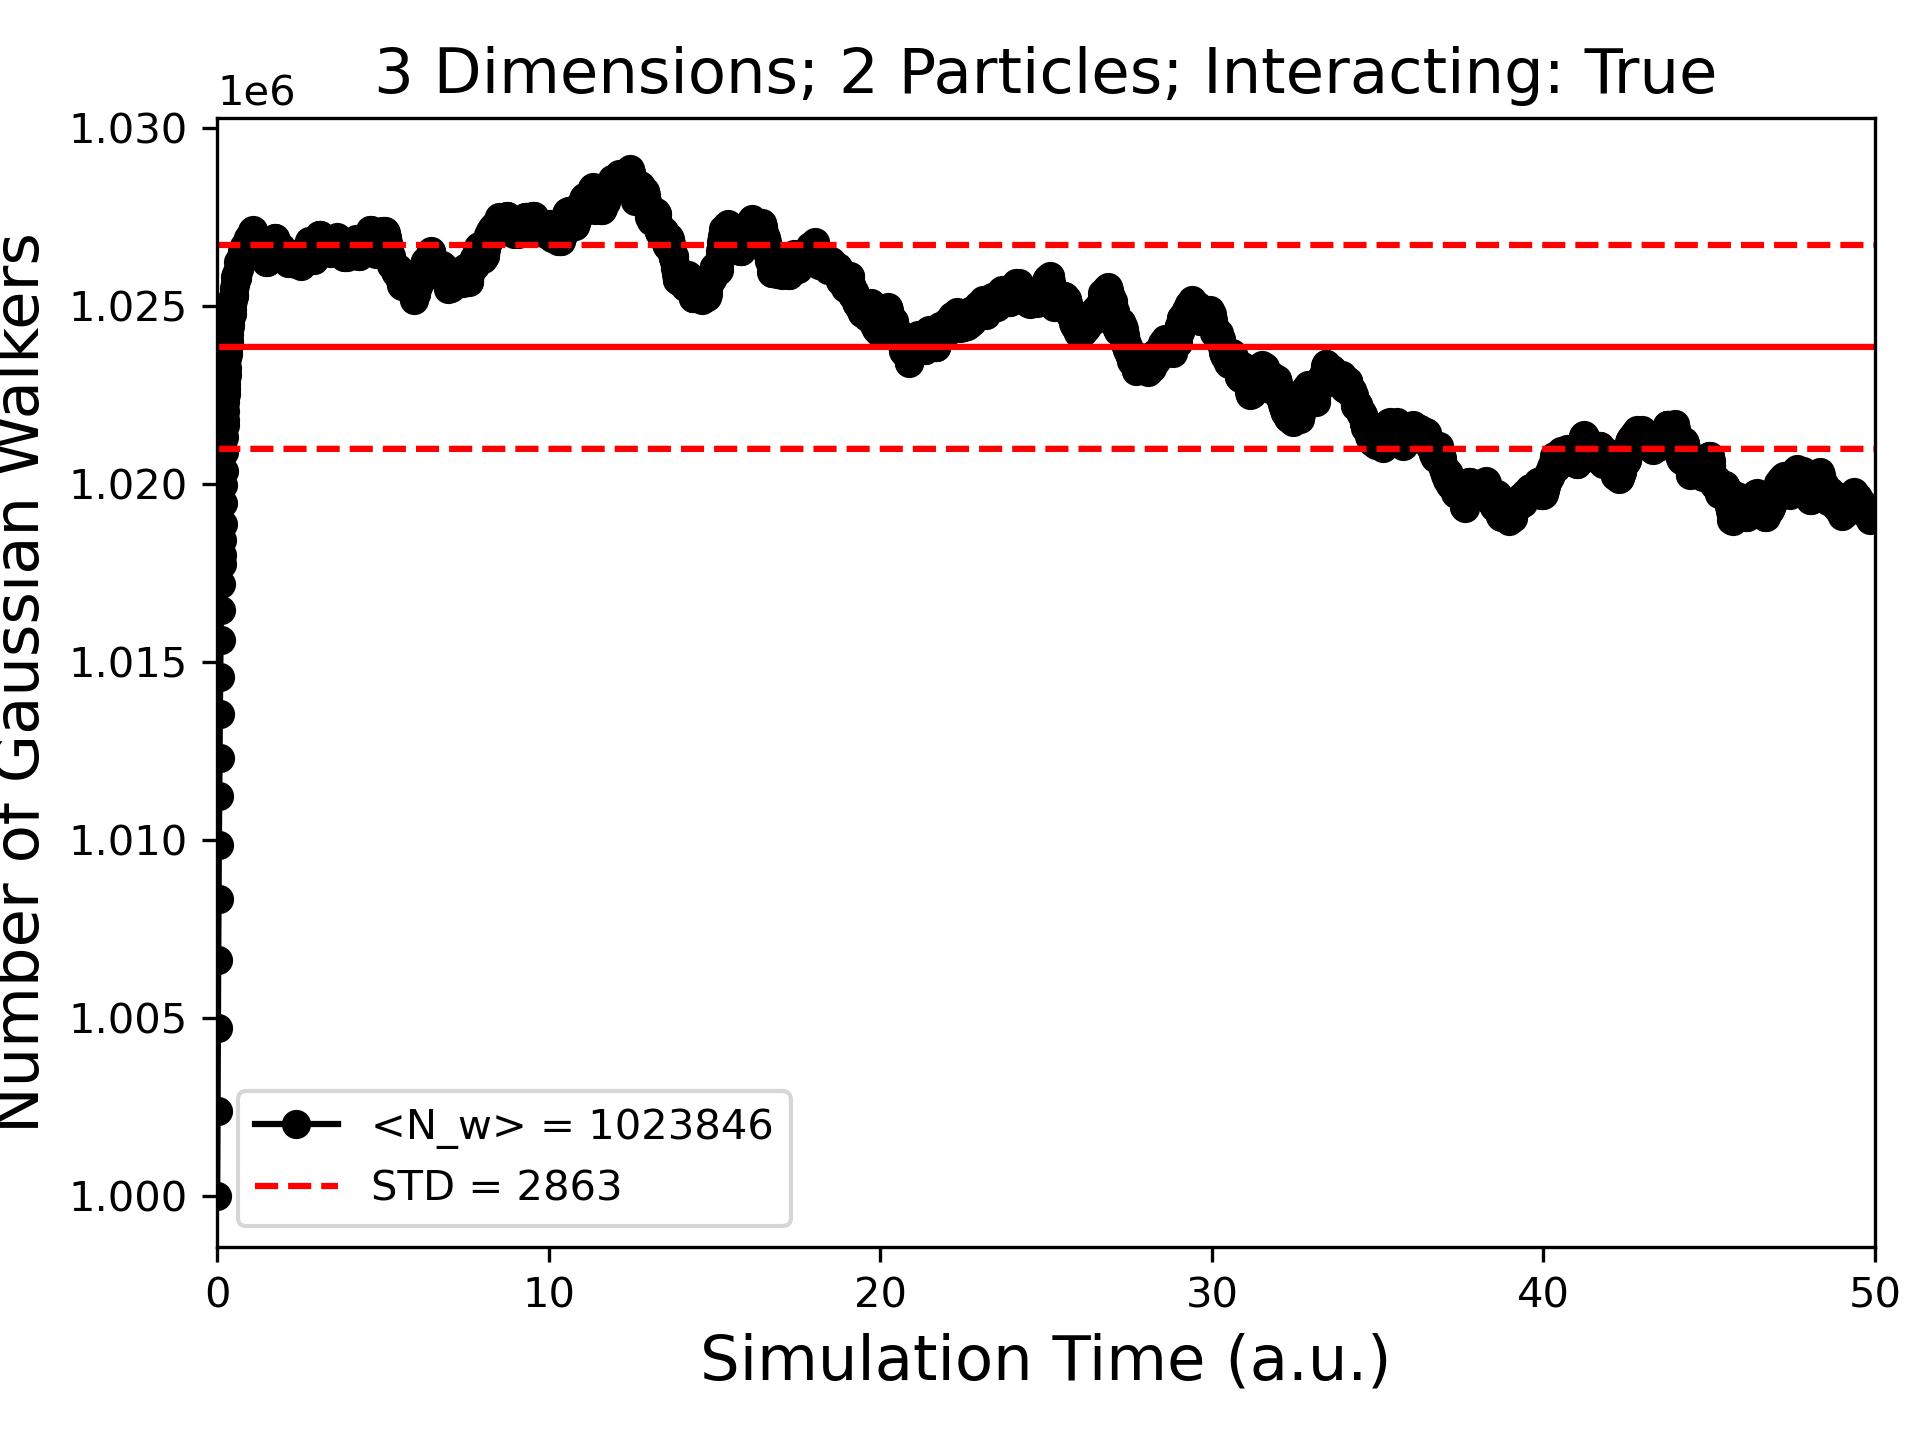 3 Dimensions; 2 Particles; Interacting: True
1e6
1.030
1.025
1.020
1.015
1.010
1.005
1.000
Number of Gaussian Walkers
<N_w> = 1023846
STD = 2863
0 10 20 30 40 50
Simulation Time (a.u.)